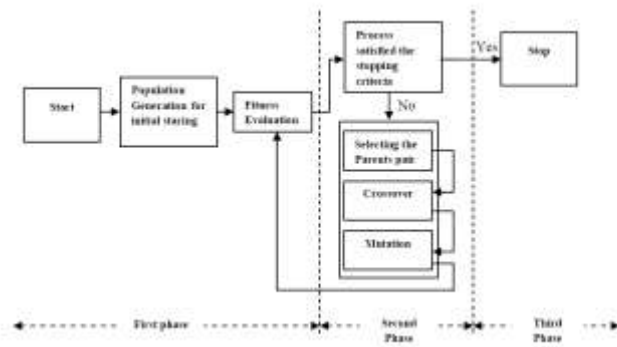 Start
Population
Generation for
initial staring
Fitness
Evaluation
Process
satisfied the
stopping
criteria
Yes
Stop
No
Selecting the
Parents pair
Crossover
Mutation
First phase
Second
Phase
Third
Phase